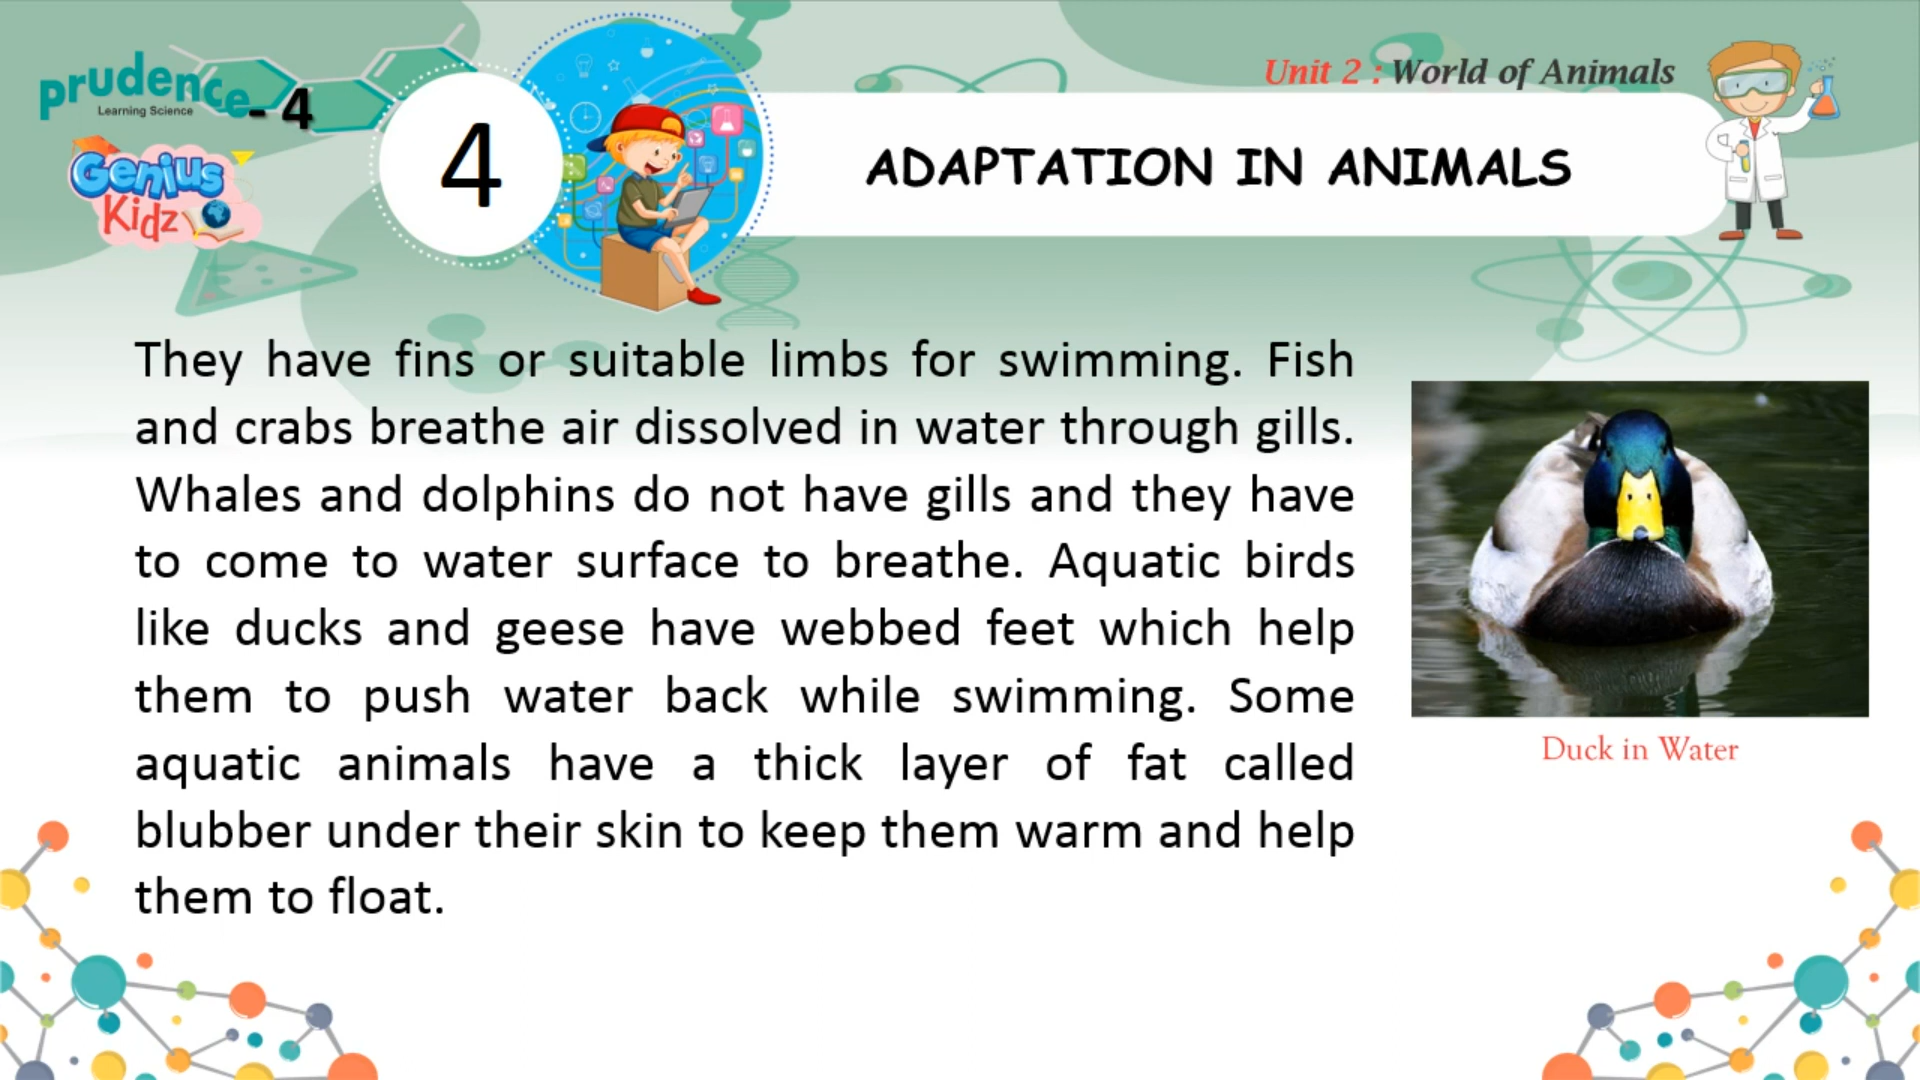 prudence - 4
Learning Science
Genius
Kidz
4
Unit 2 : World of Animals
ADAPTATION IN ANIMALS
They have fins or suitable limbs for swimming. Fish
and crabs breathe air dissolved in water through gills.
Whales and dolphins do not have gills and they have
to come to water surface to breathe. Aquatic birds
like ducks and geese have webbed feet which help
them to push water back while swimming. Some
aquatic animals have a thick layer of fat called
blubber under their skin to keep them warm and help
them to float.
Duck in Water